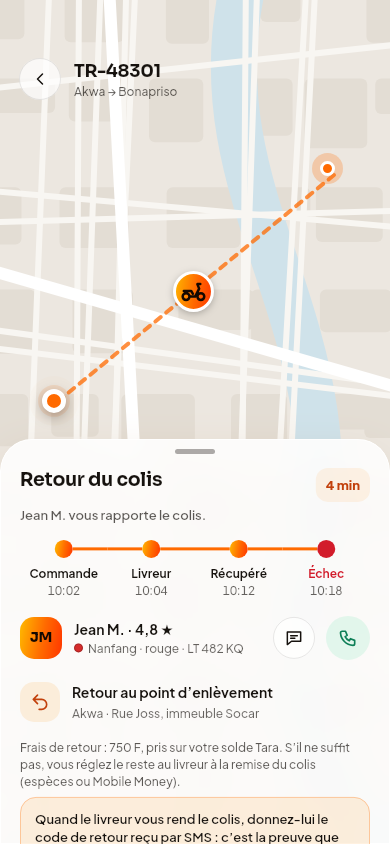 TR-48301
Akwa → Bonapriso
Retour du colis
4 min
Jean M. vous rapporte le colis.
Commande Livreur Récupéré Échec
10:02 10:04 10:12 10:18
JM
Jean M. · 4,8 ★
Nanfang · rouge · LT 482 KQ
Retour au point d’enlèvement
Akwa · Rue Joss, immeuble Socar
Frais de retour : 750 F, pris sur votre solde Tara. S’il ne suffit
pas, vous réglez le reste au livreur à la remise du colis
(espèces ou Mobile Money).
Quand le livreur vous rend le colis, donnez-lui le
code de retour reçu par SMS : c’est la preuve que